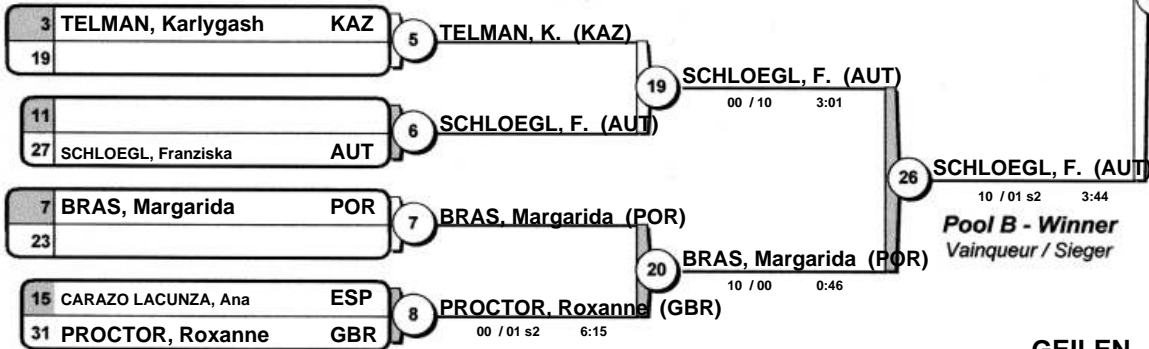 3 TELMAN, Karlygash KAZ
19
5 TELMAN, K. (KAZ)
19 SCHLOEGL, F. (AUT)
00 / 10 3:01
11
27 SCHLOEGL, Franziska AUT
6 SCHLOEGL, F. (AUT)
26 SCHLOEGL, F. (AUT)
10 / 01 s2 3:44
Pool B - Winner
Vainqueur / Sieger
7 BRAS, Margarida POR
23
7 BRAS, Margarida (POR)
20 BRAS, Margarida (POR)
10 / 00 0:46
15 CARAZO LACUNZA, Ana ESP
31 PROCTOR, Roxanne GBR
8 PROCTOR, Roxanne (GBR)
00 / 01 s2 6:15